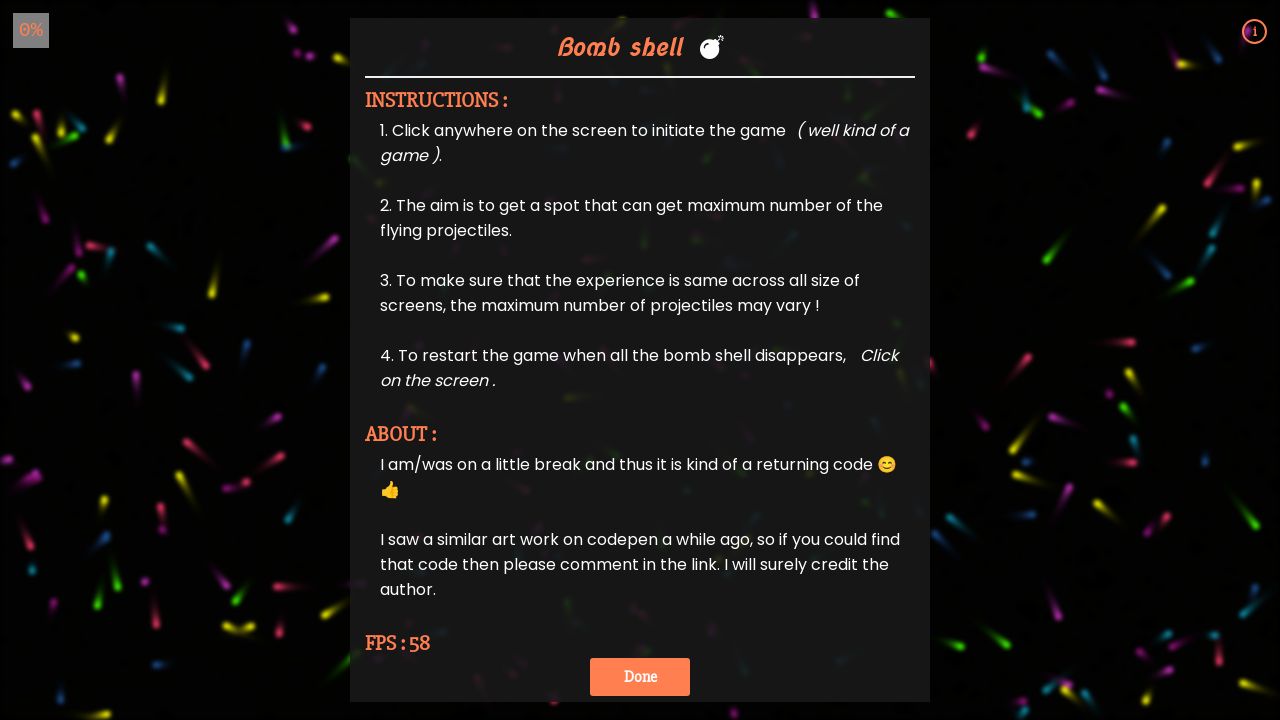 0%
Bomb shell 💣
i
INSTRUCTIONS :
1. Click anywhere on the screen to initiate the game ( well kind of a
game ).
2. The aim is to get a spot that can get maximum number of the
flying projectiles.
3. To make sure that the experience is same across all size of
screens, the maximum number of projectiles may vary !
4. To restart the game when all the bomb shell disappears, Click
on the screen .
ABOUT :
I am/was on a little break and thus it is kind of a returning code 😊
👍
I saw a similar art work on codepen a while ago, so if you could find
that code then please comment in the link. I will surely credit the
author.
FPS : 58
Done